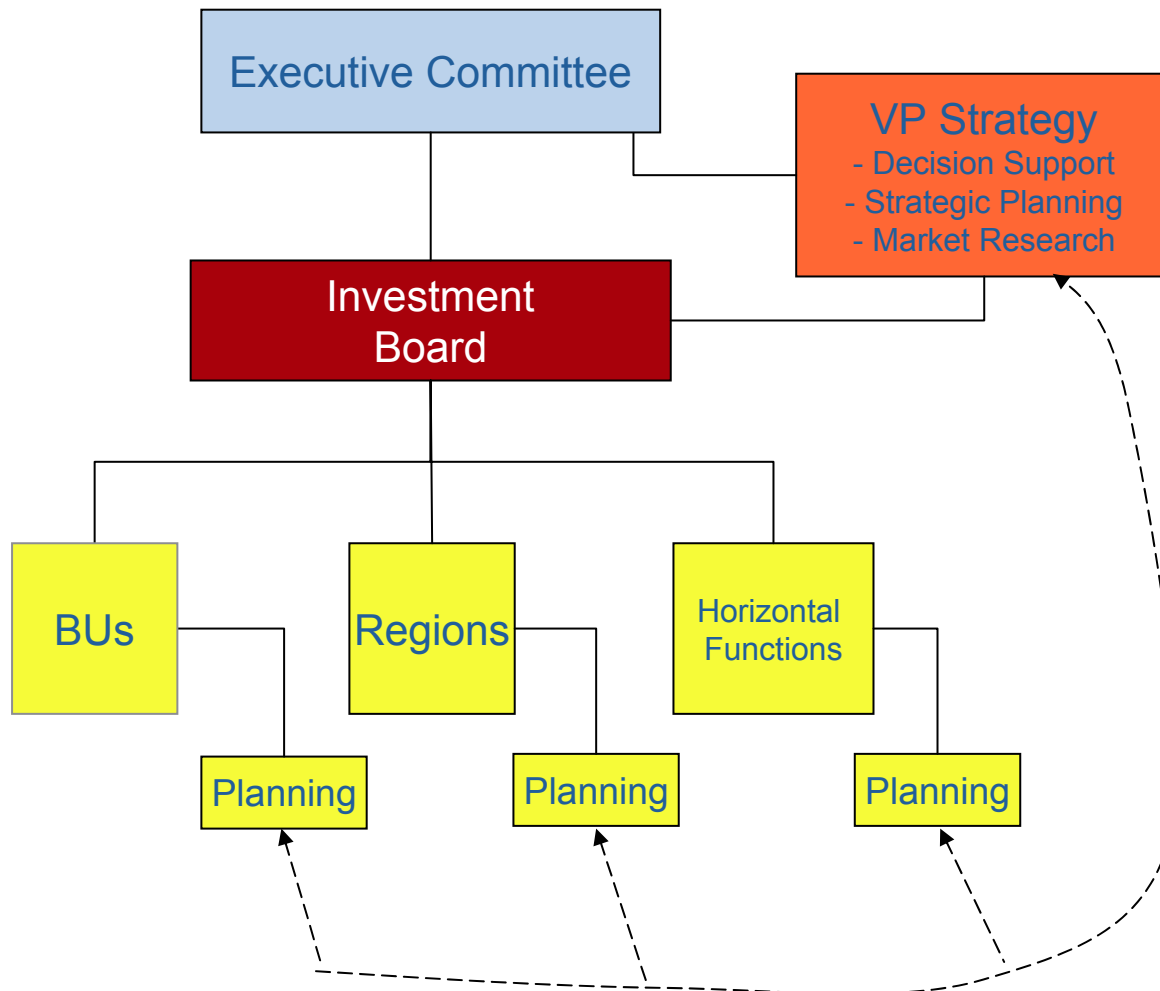 Executive Committee
VP Strategy
- Decision Support
- Strategic Planning
- Market Research
Investment
Board
BUs
Regions
Horizontal
Functions
Planning
Planning
Planning